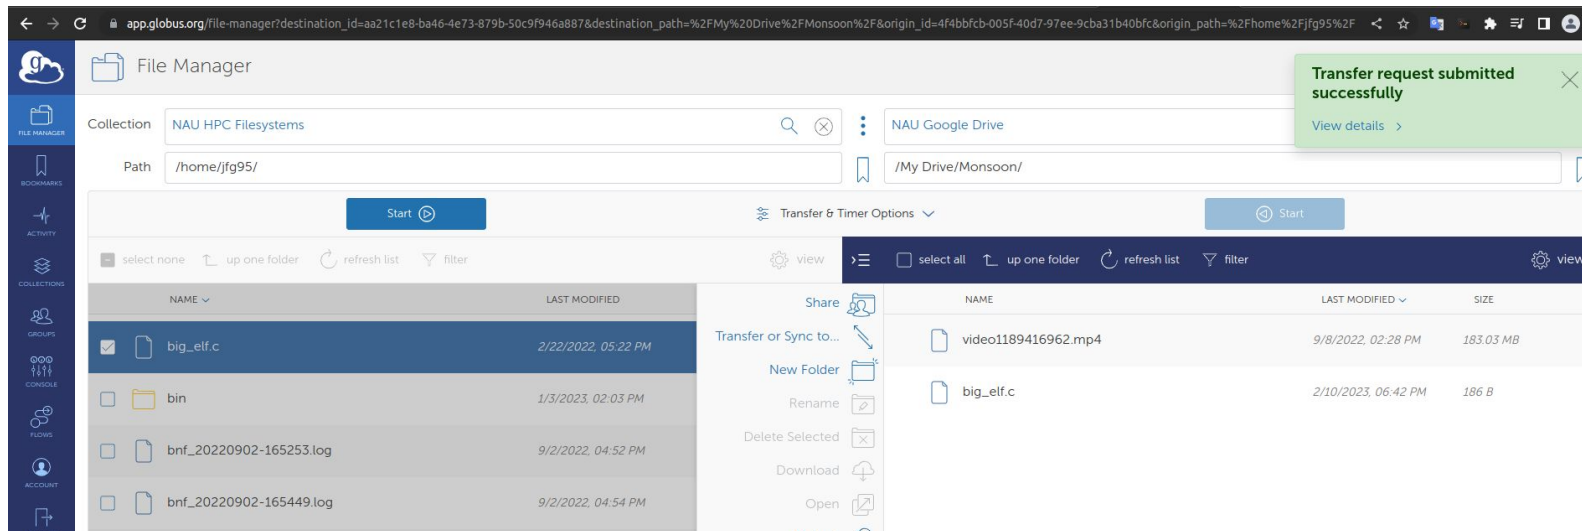 app.globus.org/file-manager?destination_id=aa21c1e8-ba46-4e73-879b-50c9f946a887&destination_path=%2FMy%20Drive%2FMonsoon%2F&origin_id=4f4bbfcb-005f-40d7-97ee-9cba31b40bfc&origin_path=%2Fhome%2Fjfg95%2F
File Manager
Transfer request submitted
successfully
View details
FILE MANAGER
BOOKMARKS
ACTIVITY
COLLECTIONS
GROUPS
CONSOLE
FLOWS
ACCOUNT
Collection NAU HPC Filesystems NAU Google Drive
Path /home/jfg95/ /My Drive/Monsoon/
Start Transfer & Timer Options Start
select none up one folder refresh list filter view select all up one folder refresh list filter view
NAME LAST MODIFIED
big_elf.c 2/22/2022, 05:22 PM
bin 1/3/2023, 02:03 PM
bnf_20220902-165253.log 9/2/2022, 04:52 PM
bnf_20220902-165449.log 9/2/2022, 04:54 PM
Share
Transfer or Sync to...
New Folder
Rename
Delete Selected
Download
Open
NAME LAST MODIFIED SIZE
video1189416962.mp4 9/8/2022, 02:28 PM 183.03 MB
big_elf.c 2/10/2023, 06:42 PM 186 B